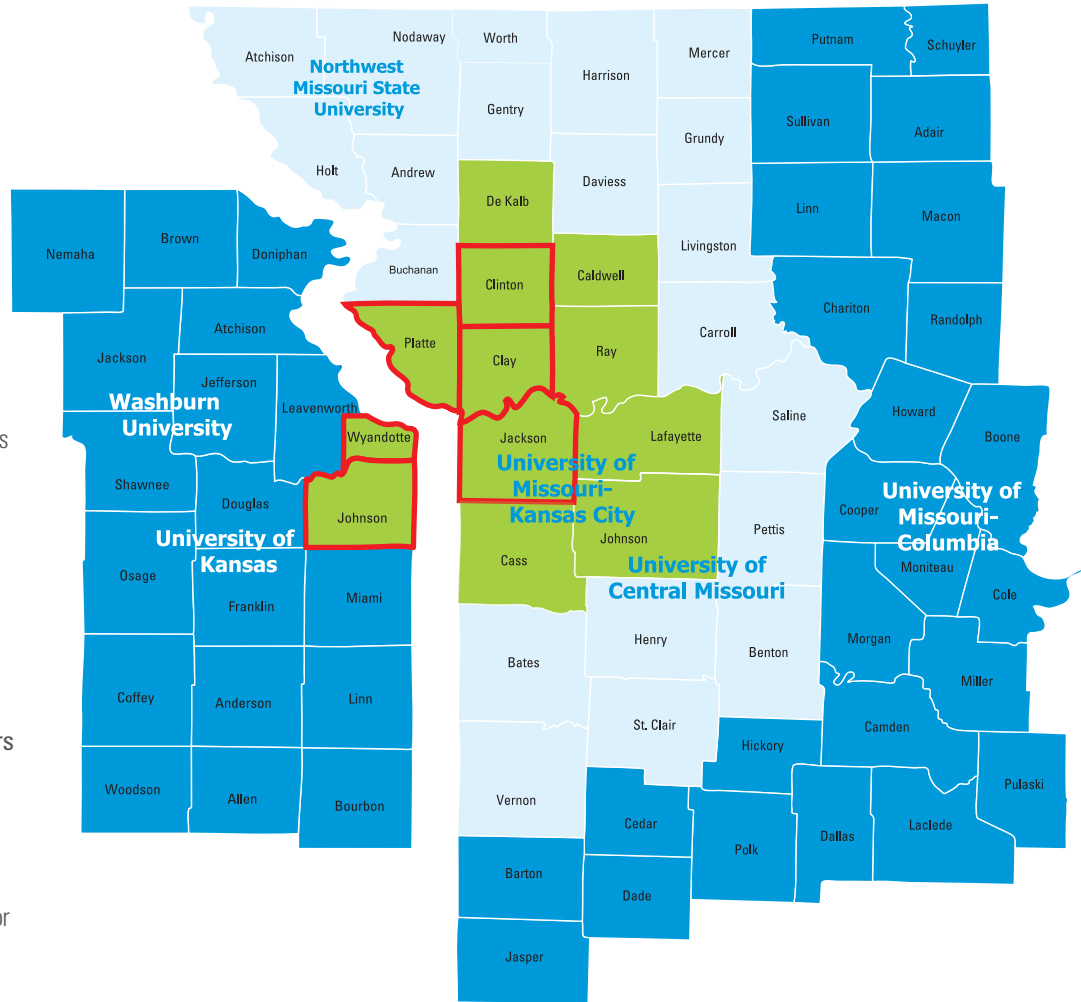 Nodaway
Worth
Atchison
Mercer
Putnam
Schuyler
Northwest
Missouri State
University
Harrison
Gentry
Sullivan
Adair
Grundy
Holt
Andrew
Daviess
De Kalb
Linn
Macon
Brown
Nemaha
Doniphan
Livingston
Buchanan
Clinton
Caldwell
Chariton
Randolph
Atchison
Platte
Clay
Ray
Carroll
Jackson
Jefferson
Leavenworth
Washburn
University
Saline
Howard
Boone
Wyandotte
Jackson
Lafayette
s
University of
Missouri-
Kansas City
Shawnee
Douglas
Johnson
University of
Kansas
Cooper
University of
Missouri-
Columbia
Pettis
Johnson
Cass
University of
Central Missouri
Moniteau
Cole
Osage
Franklin
Miami
Henry
Benton
Morgan
Miller
Bates
Coffey
Anderson
Linn
St. Clair
Camden
rs
Hickory
Woodson
Allen
Bourbon
Vernon
Pulaski
Cedar
Polk
Dallas
Laclede
Barton
Dade
or
Jasper